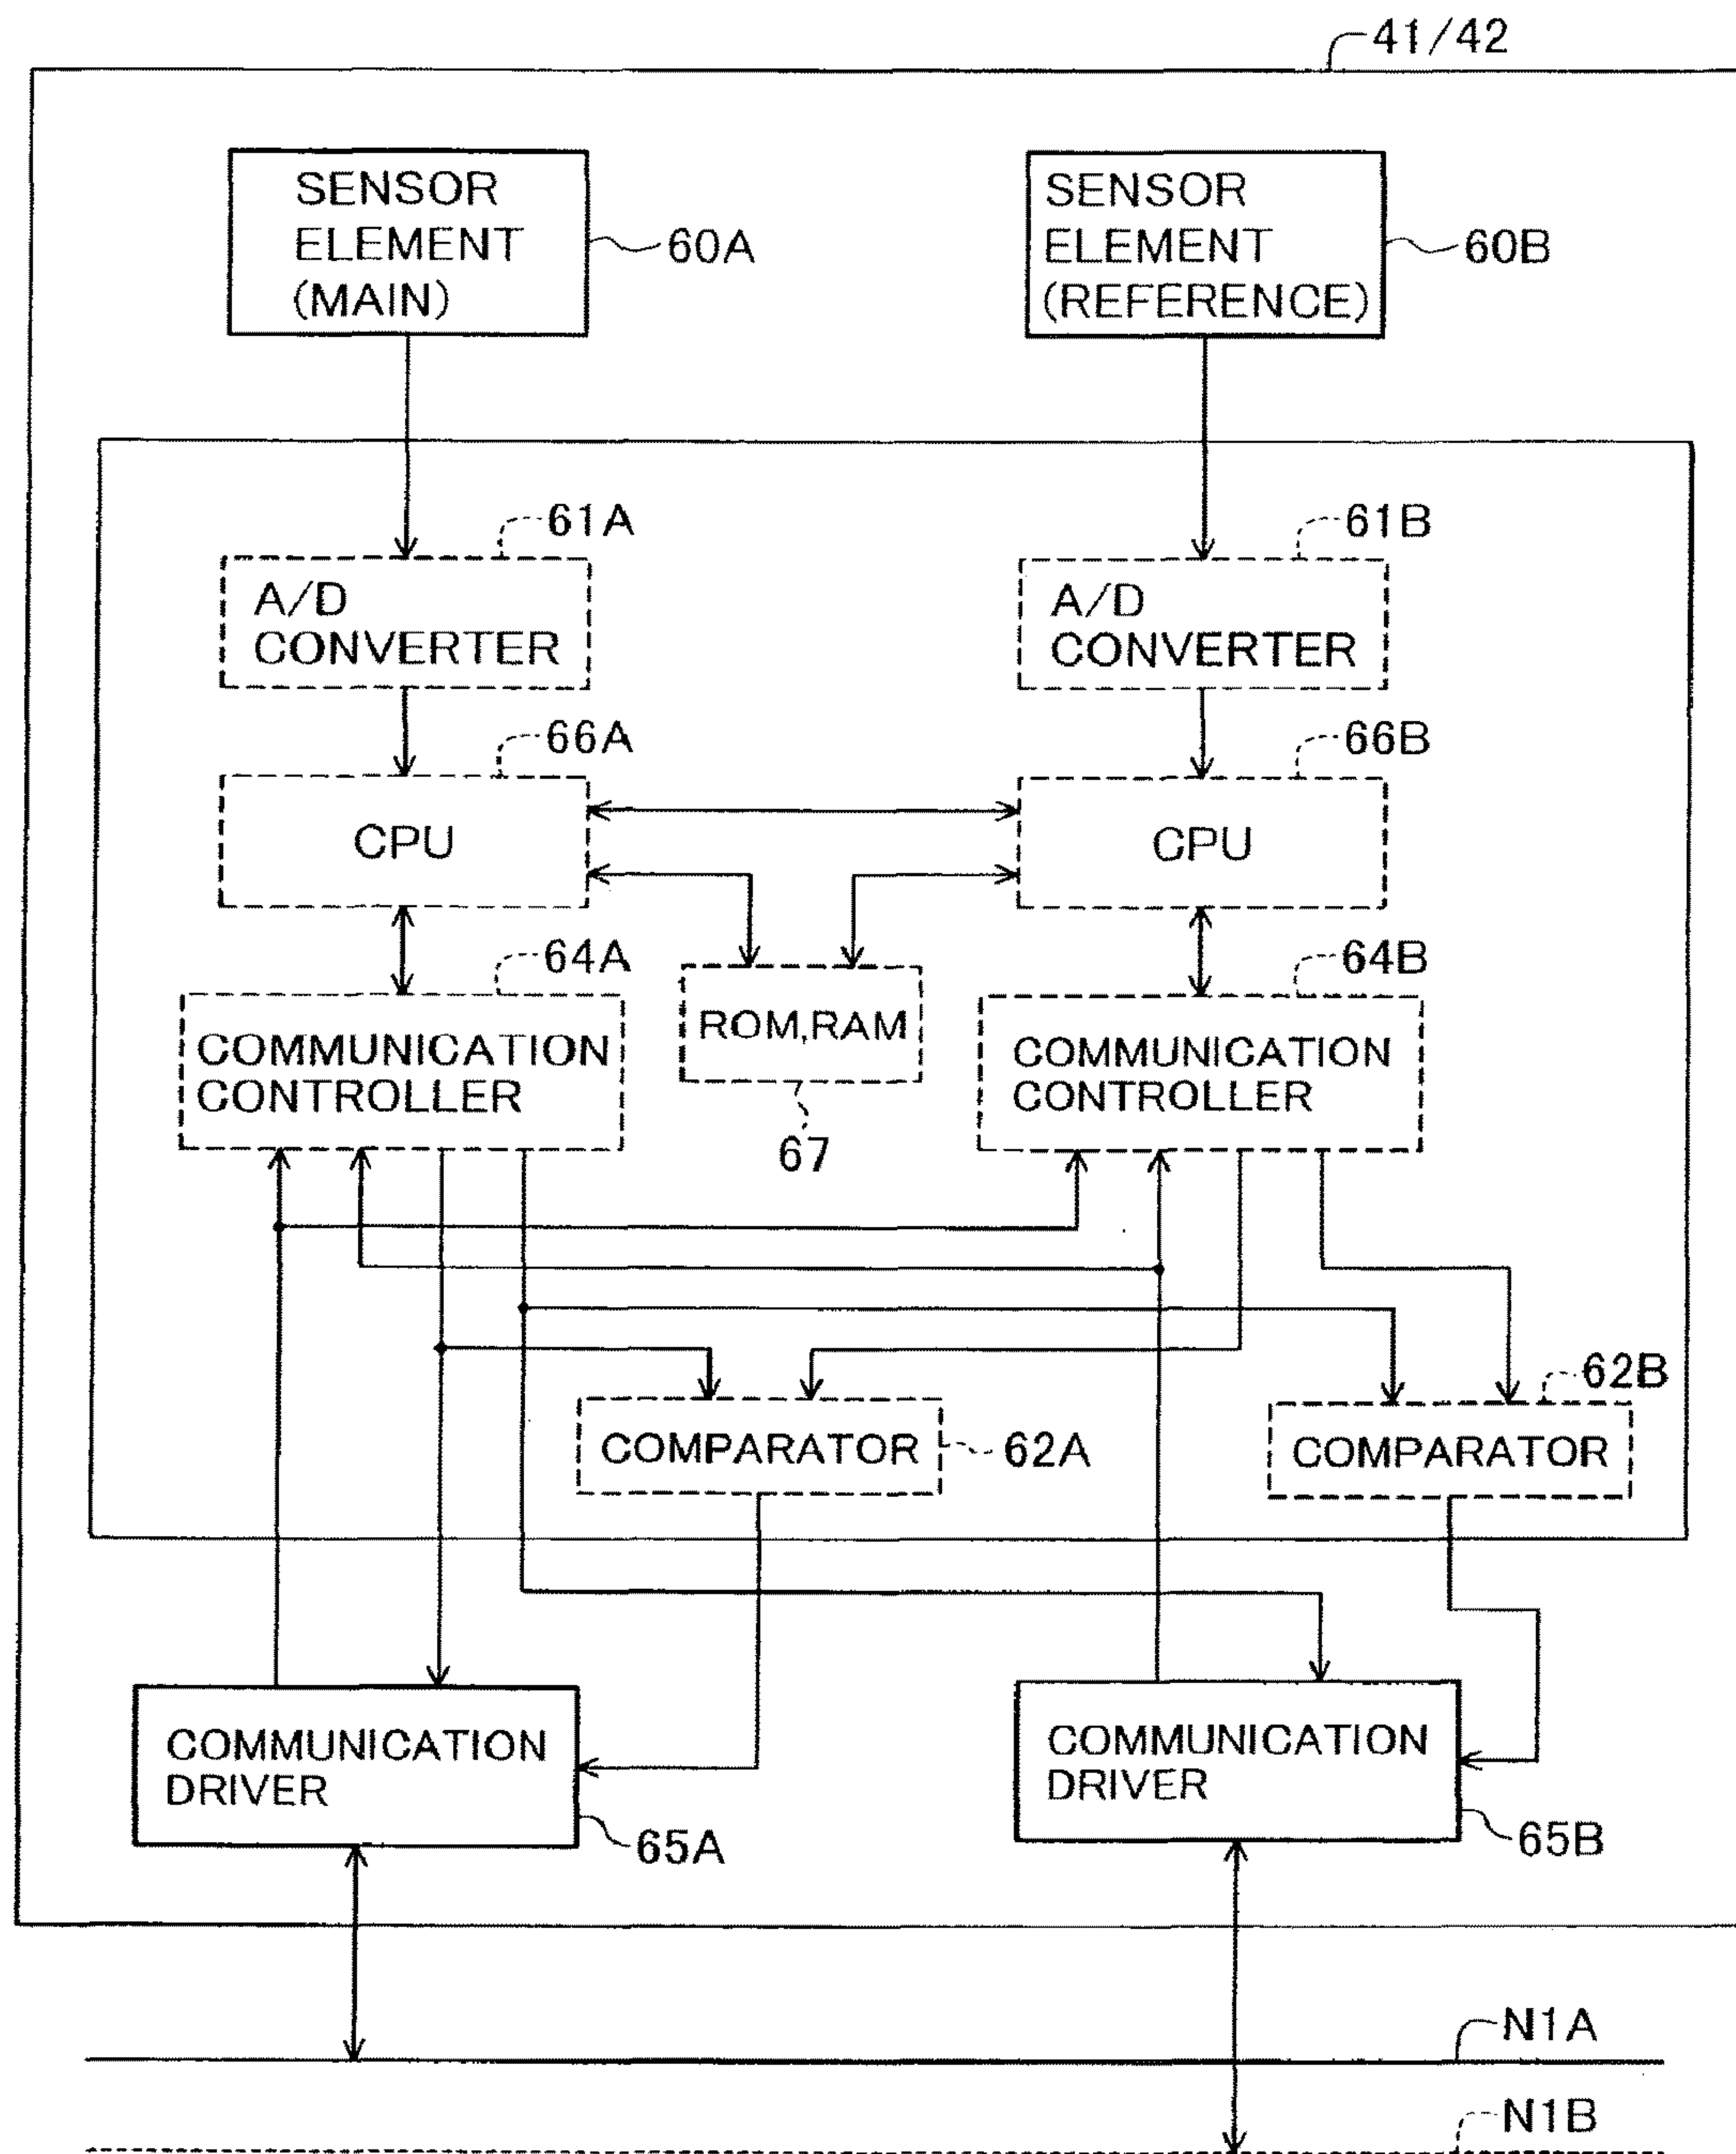 41/42
SENSOR
ELEMENT
(MAIN)
60A
SENSOR
ELEMENT
(REFERENCE)
60B
61A
A/D
CONVERTER
61B
A/D
CONVERTER
66A
CPU
66B
CPU
64A
COMMUNICATION
CONTROLLER
ROM,RAM
67
64B
COMMUNICATION
CONTROLLER
COMPARATOR
62A
62B
COMPARATOR
COMMUNICATION
DRIVER
65A
COMMUNICATION
DRIVER
65B
N1A
N1B